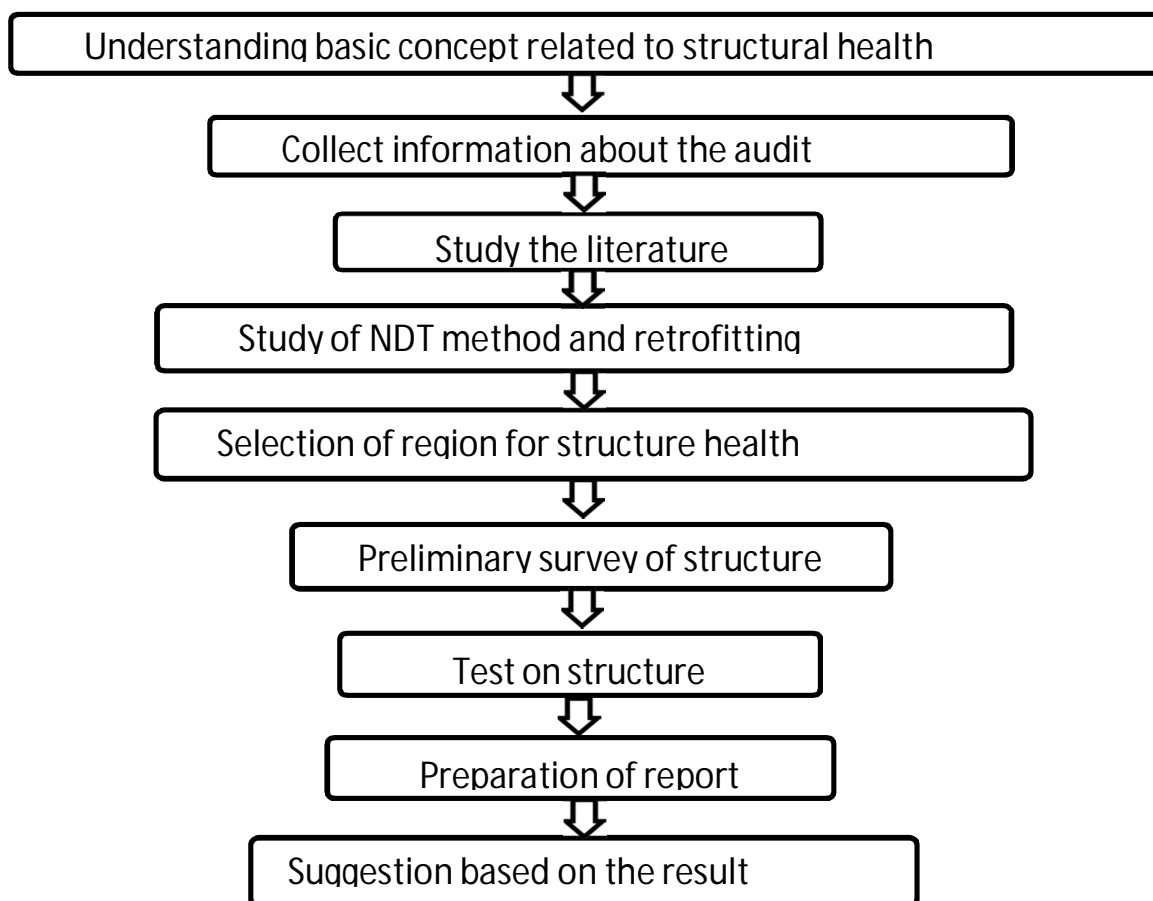 Understanding basic concept related to structural health
Collect information about the audit
Study the literature
Study of NDT method and retrofitting
Selection of region for structure health
Preliminary survey of structure
Test on structure
Preparation of report
Suggestion based on the result